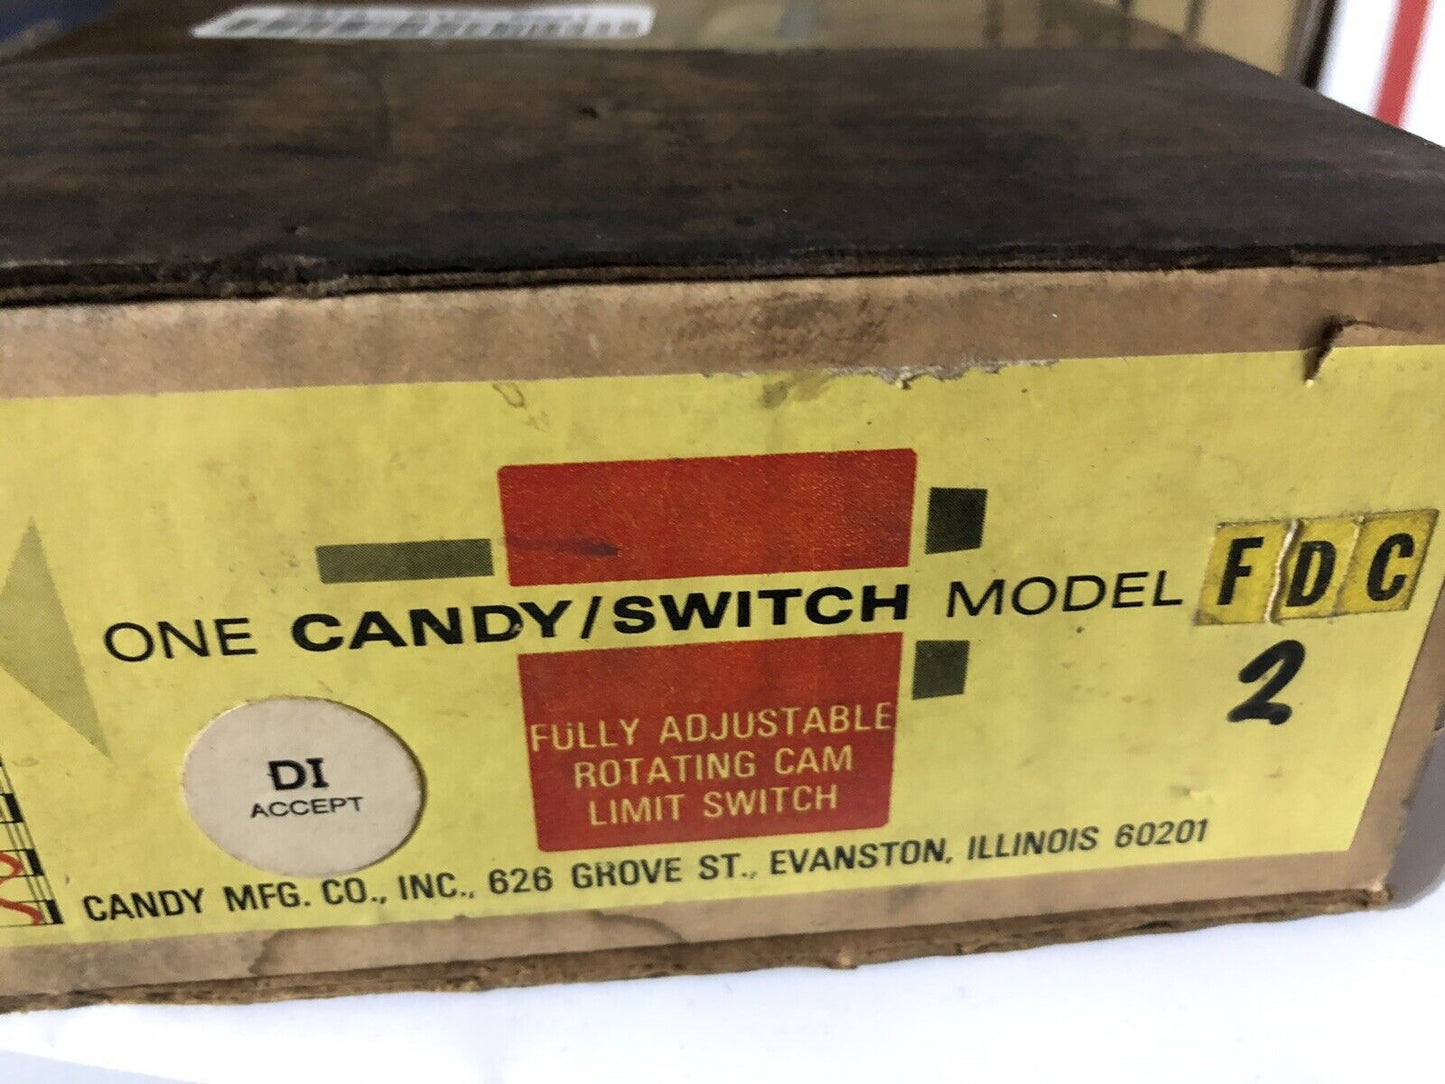 ONE CANDY/SWITCH MODEL FDC
2
FULLY ADJUSTABLE
ROTATING CAM
LIMIT SWITCH
DI
ACCEPT
CANDY MFG. CO., INC., 626 GROVE ST., EVANSTON, ILLINOIS 60201